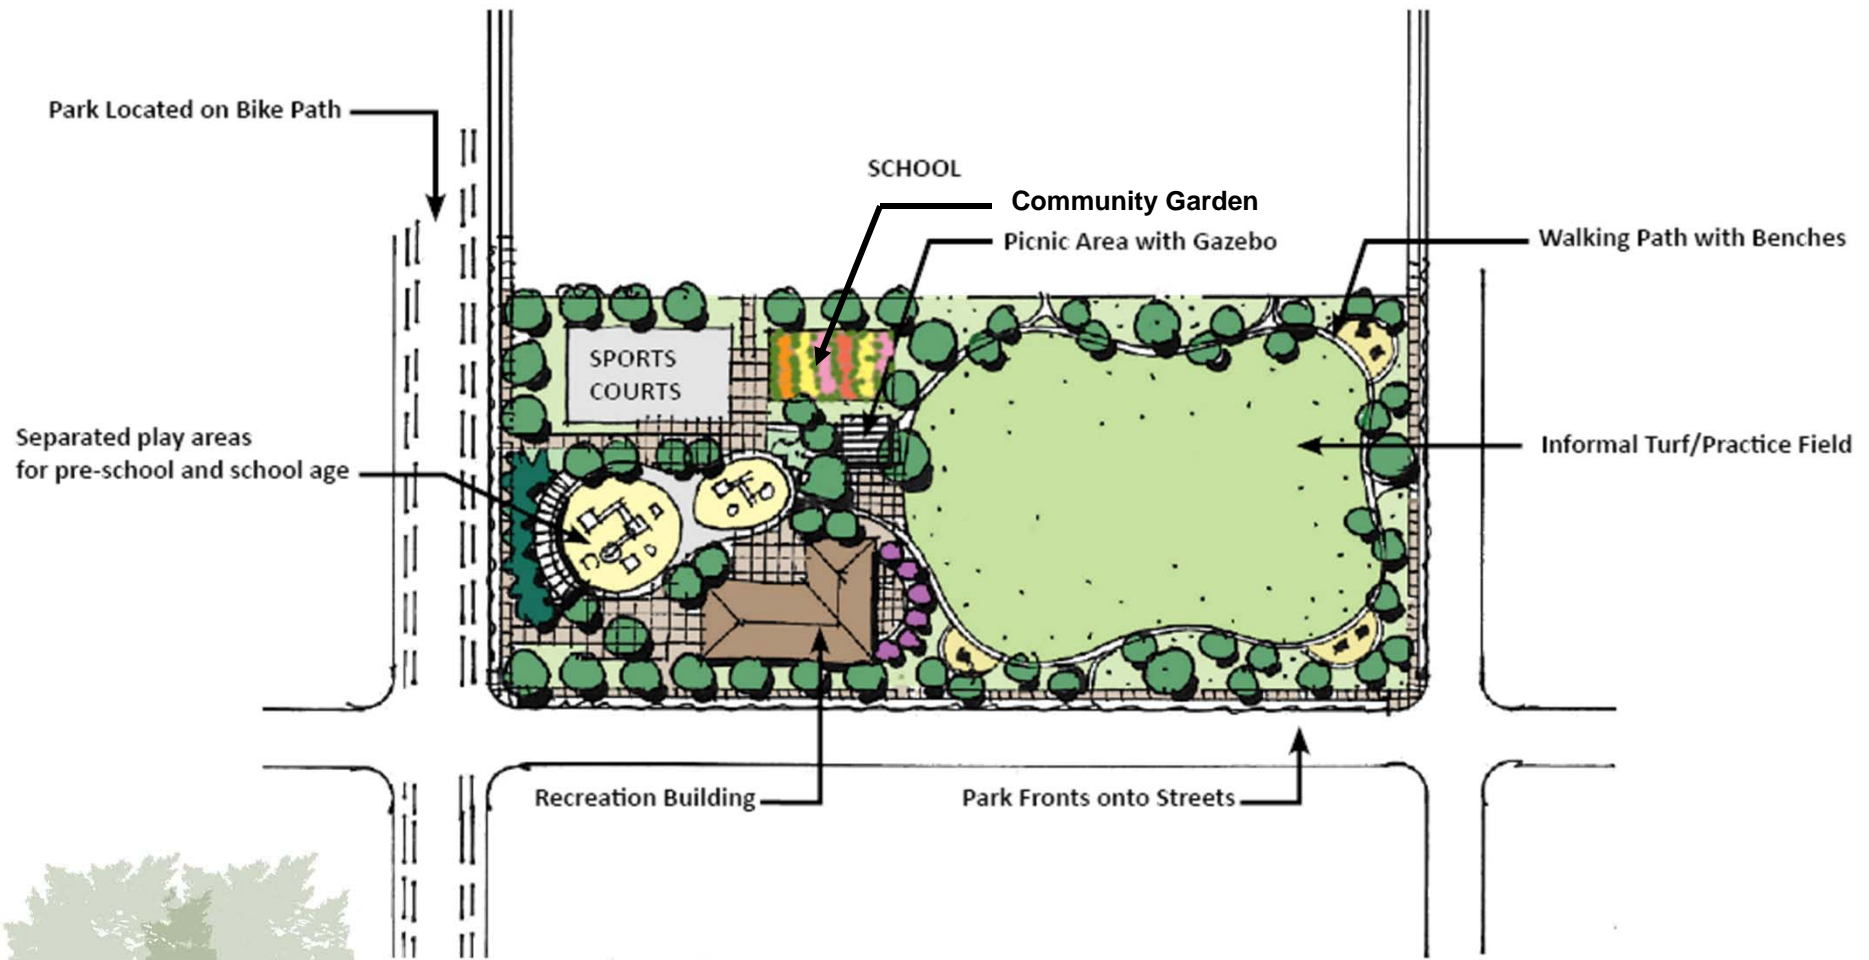 Park Located on Bike Path
SCHOOL
Community Garden
Picnic Area with Gazebo
Walking Path with Benches
SPORTS
COURTS
Separated play areas
for pre-school and school age
Informal Turf/Practice Field
Recreation Building
Park Fronts onto Streets